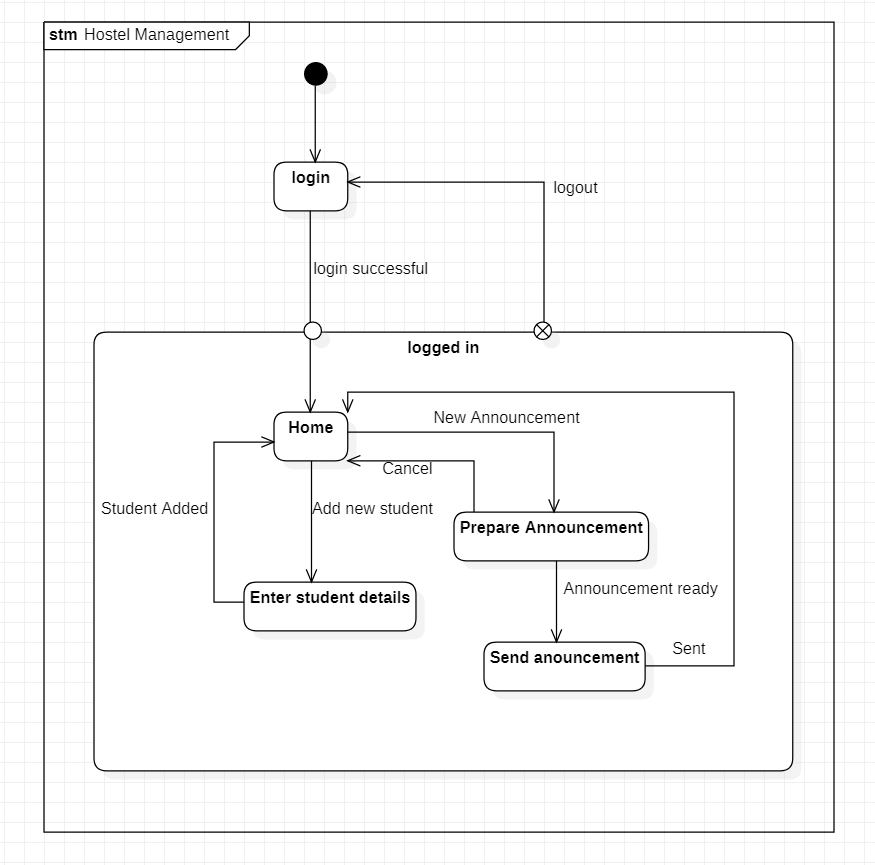 stm Hostel Management
login
logout
login successful
logged in
Home
New Announcement
Cancel
Student Added
Add new student
Prepare Announcement
Enter student details
Announcement ready
Send anouncement
Sent